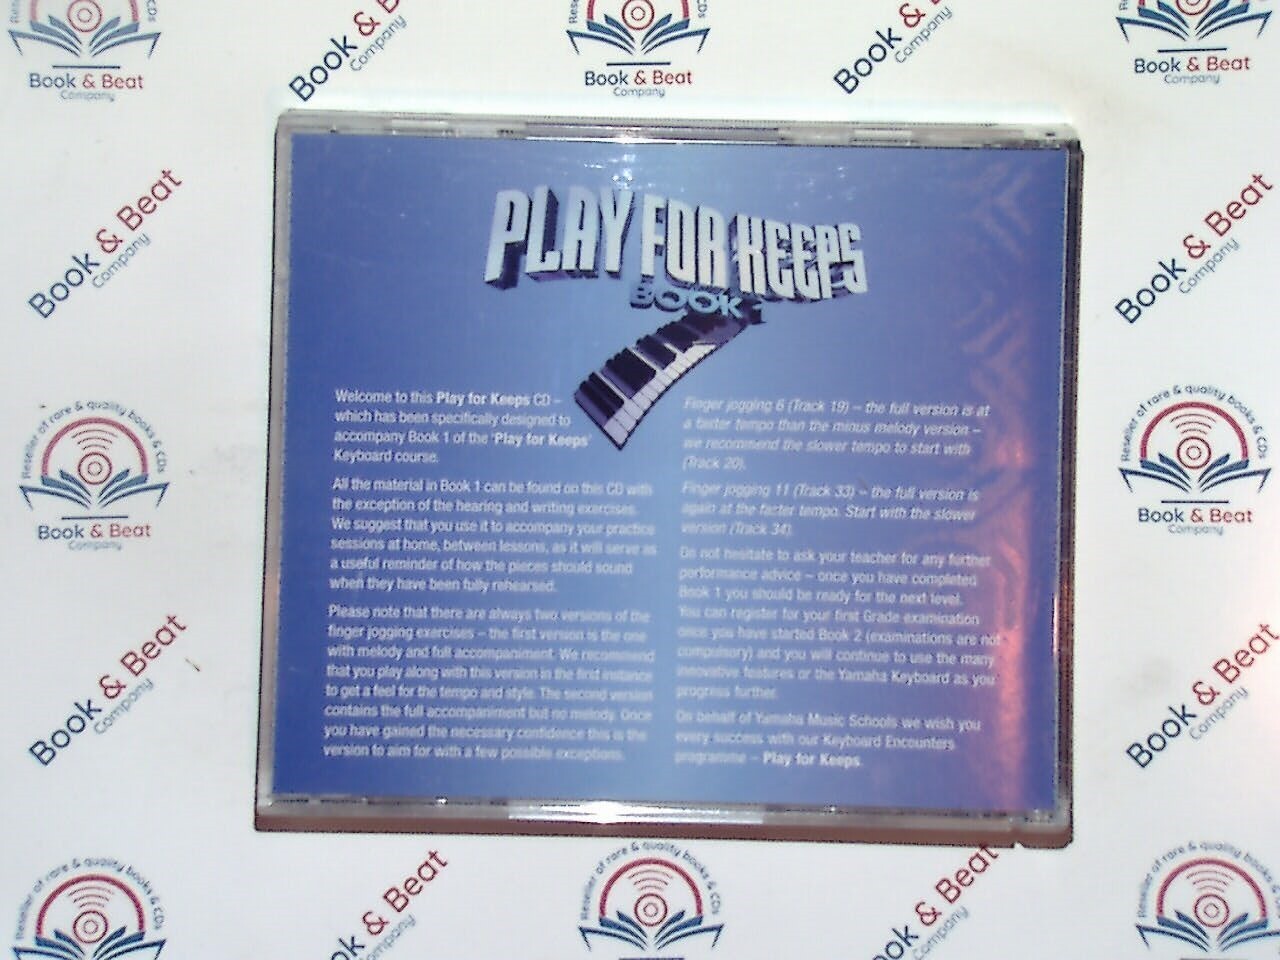 Book & Beat
Company
Book & Beat
Company
Book & Beat
Company
Book & Beat
Company
Book & Beat
Company
Book & Beat
Company
Book & Beat
Company
PLAY FOR KEEPS
BOOK 1
Welcome to this Play for Keeps CD –
which has been specifically designed to
accompany Book 1 of the 'Play for Keeps'
Keyboard course.
All the material in Book 1 can be found on this CD with
the exception of the hearing and writing exercises.
We suggest that you use it to accompany your practice
sessions at home, between lessons, as it will serve as
a useful reminder of how the pieces should sound
when they have been fully rehearsed.
Please note that there are always two versions of the
finger jogging exercises – the first version is the one
with melody and full accompaniment. We recommend
that you play along with this version in the first instance
to get a feel for the tempo and style. The second version
contains the full accompaniment but no melody. Once
you have gained the necessary confidence this is the
version to aim for with a few possible exceptions.
Finger jogging 6 (Track 19) – the full version is at
a faster tempo than the minus melody version –
we recommend the slower tempo to start with
(Track 20).
Finger jogging 11 (Track 33) – the full version is
again at the faster tempo. Start with the slower
version (Track 34).
Do not hesitate to ask your teacher for any further
performance advice – once you have completed
Book 1 you should be ready for the next level.
You can register for your first Grade examination
once you have started Book 2 (examinations are not
compulsory) and you will continue to use the many
innovative features or the Yamaha Keyboard as you
progress further.
On behalf of Yamaha Music Schools we wish you
every success with our Keyboard Encounters
programme – Play for Keeps.
Reseller of rare & quality books & CDs
Book & Beat
Company
Reseller of rare & quality books & CDs
Book & Beat
Company
Book & Beat
Company
Book & Beat
Company
Reseller of rare & quality books & CDs
Book & Beat
Company
Reseller of rare & quality books & CDs
Book & Beat
Company
Reseller of rare & quality books & CDs